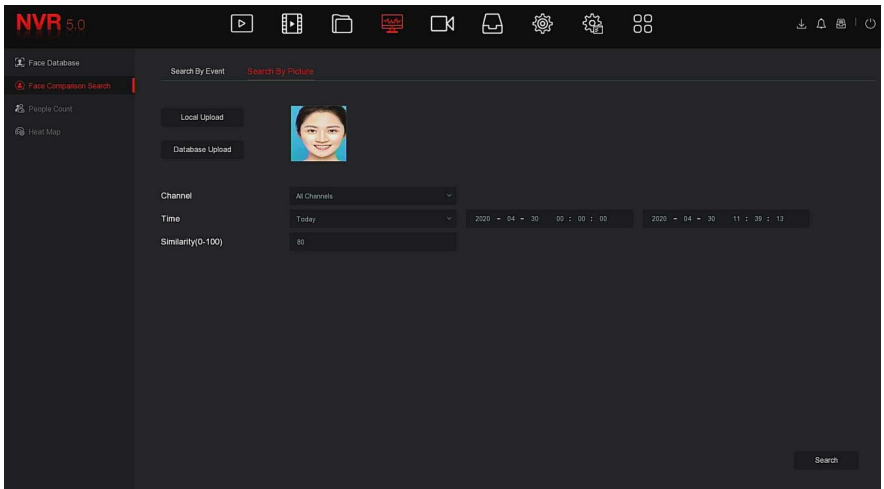 NVR 5.0
Face Database
Face Comparison Search
People Count
Heat Map
Search By Event Search By Picture
Local Upload
Database Upload
Channel All Channels
Time Today 2020 - 04 - 30 00 : 00 : 00 2020 - 04 - 30 11 : 39 : 13
Similarity(0-100) 80
Search